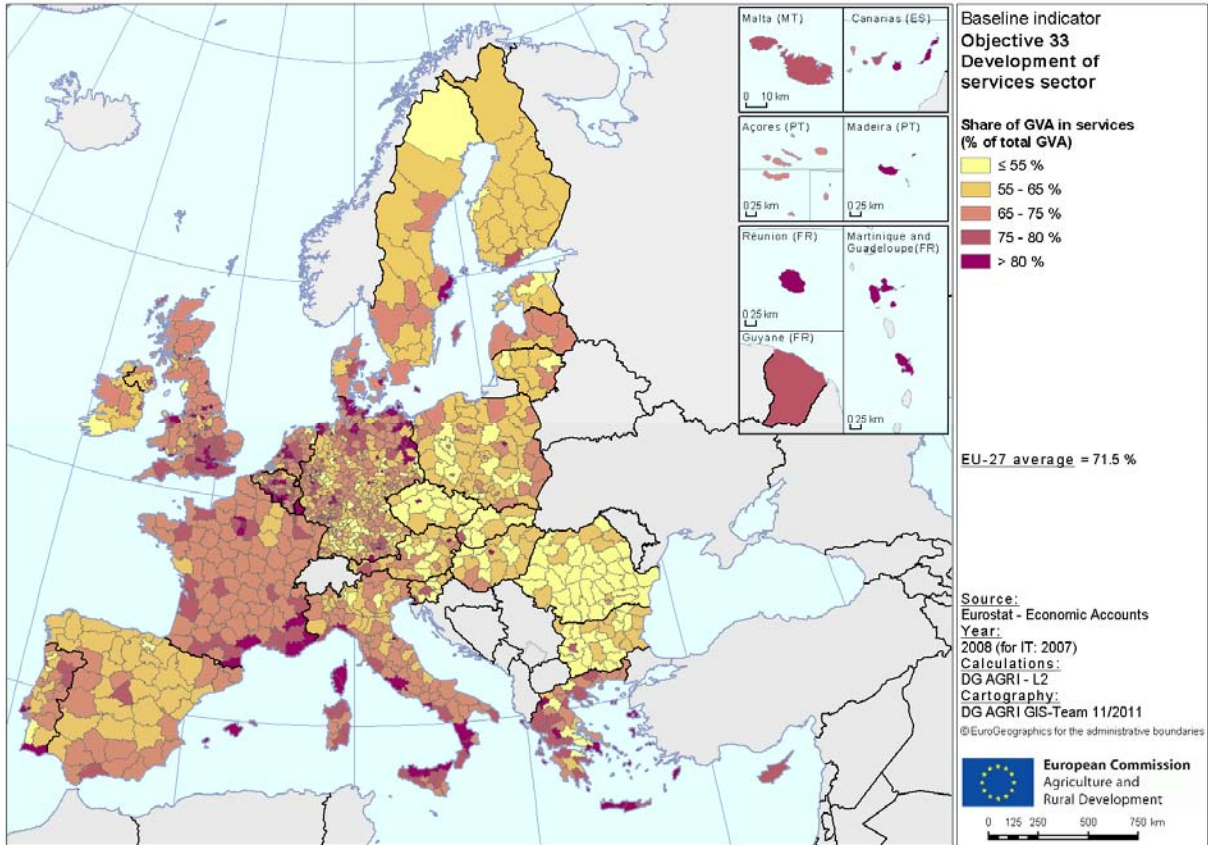 Malta (MT)
0 10 km
Canarias (ES)
Açores (PT)
0 25 km
Madeira (PT)
0 25 km
Réunion (FR)
0 25 km
Martinique and
Guadeloupe(FR)
0 25 km
Guyane (FR)
Baseline indicator
Objective 33
Development of
services sector
Share of GVA in services
(% of total GVA)
≤ 55 %
55 - 65 %
65 - 75 %
75 - 80 %
> 80 %
EU-27 average = 71.5 %
Source:
Eurostat - Economic Accounts
Year:
2008 (for IT: 2007)
Calculations:
DG AGRI - L2
Cartography:
DG AGRI GIS-Team 11/2011
©EuroGeographics for the administrative boundaries
European Commission
Agriculture and
Rural Development
0 125 250 500 750 km